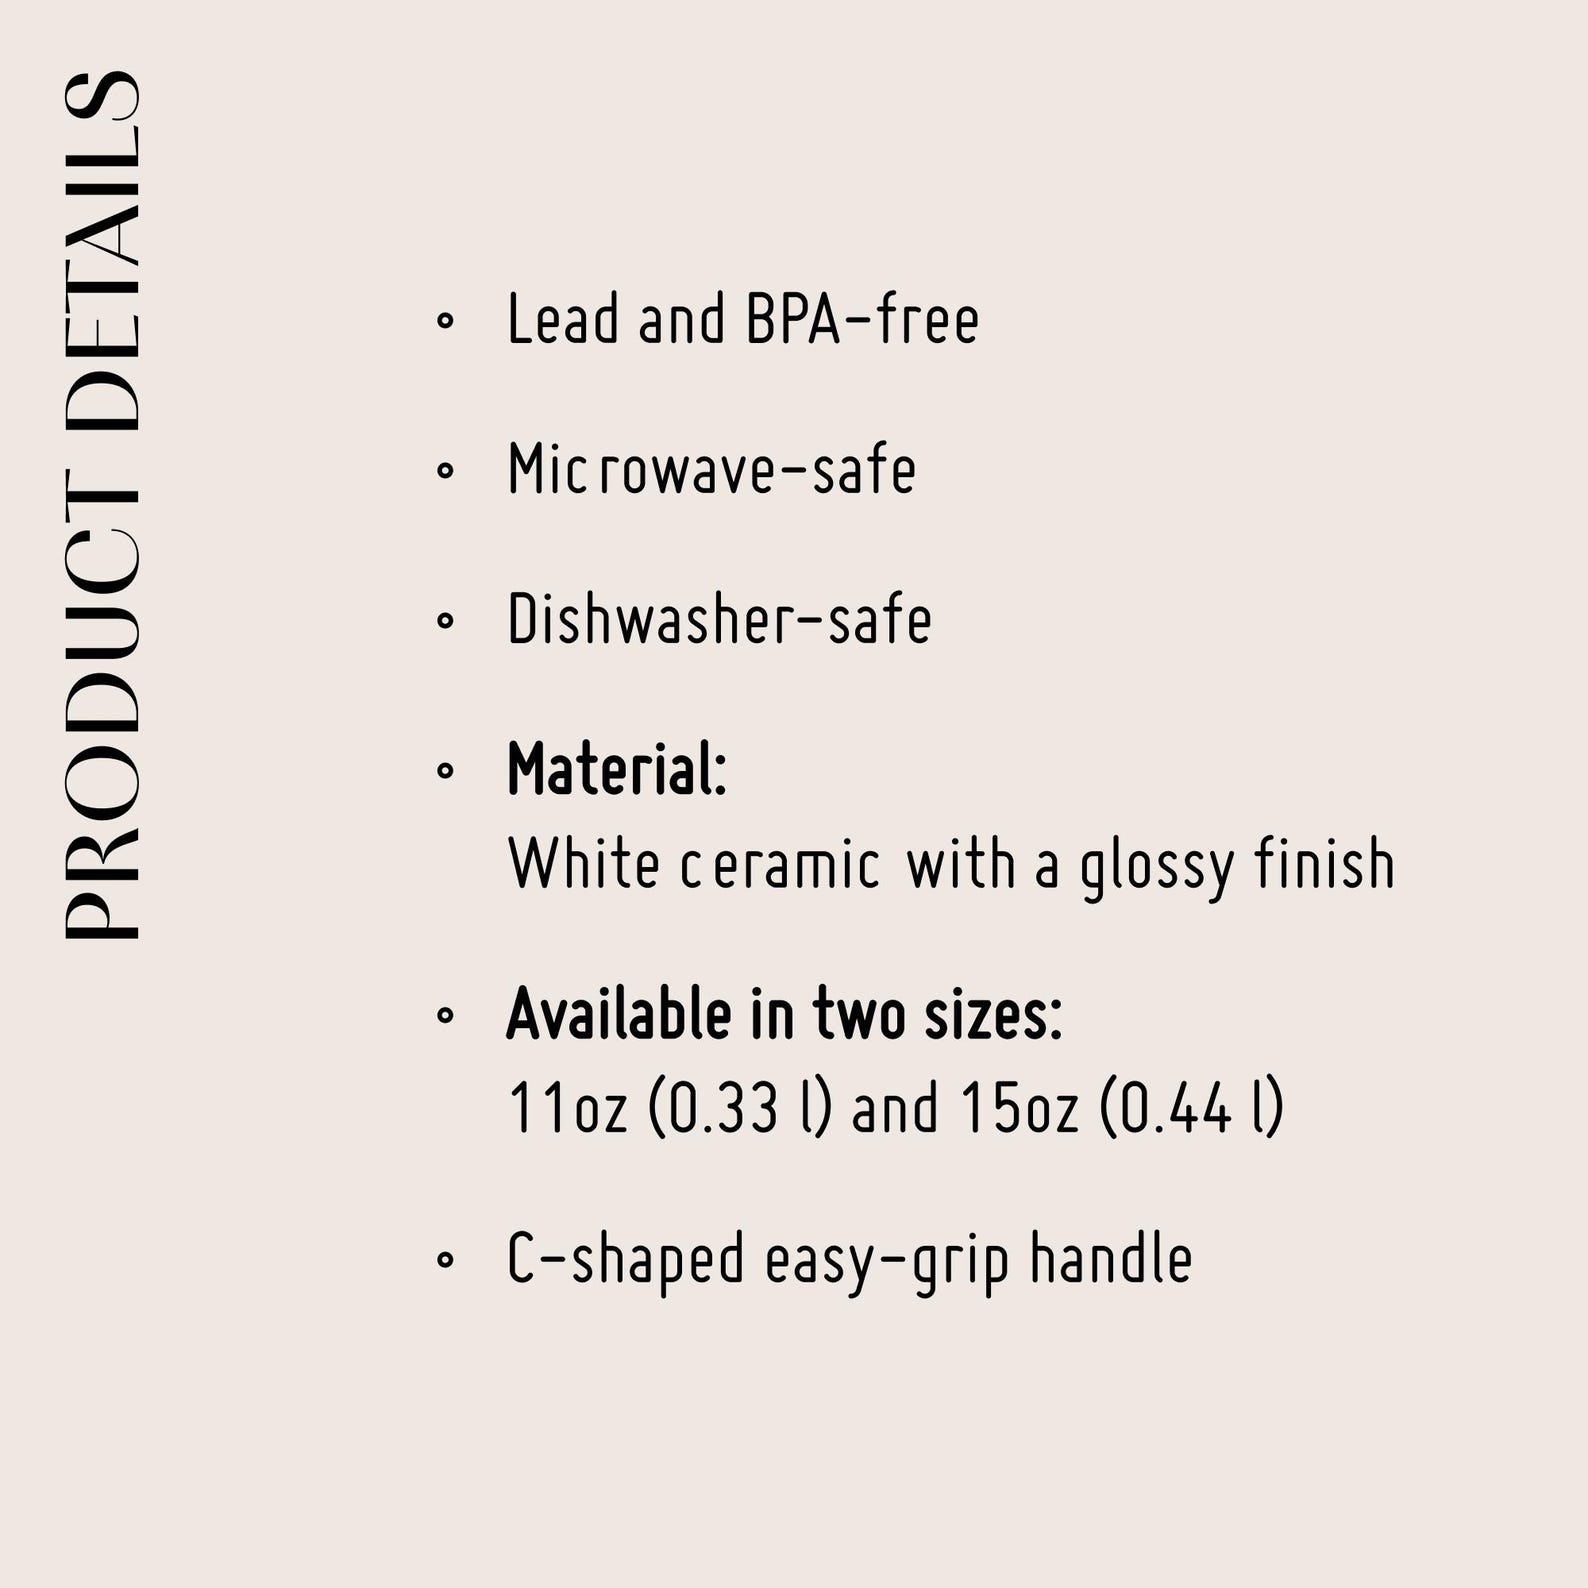 PRODUCT DETAILS
Lead and BPA-free
Microwave-safe
Dishwasher-safe
Material:
White ceramic with a glossy finish
Available in two sizes:
11oz (0.33 l) and 15oz (0.44 l)
C-shaped easy-grip handle